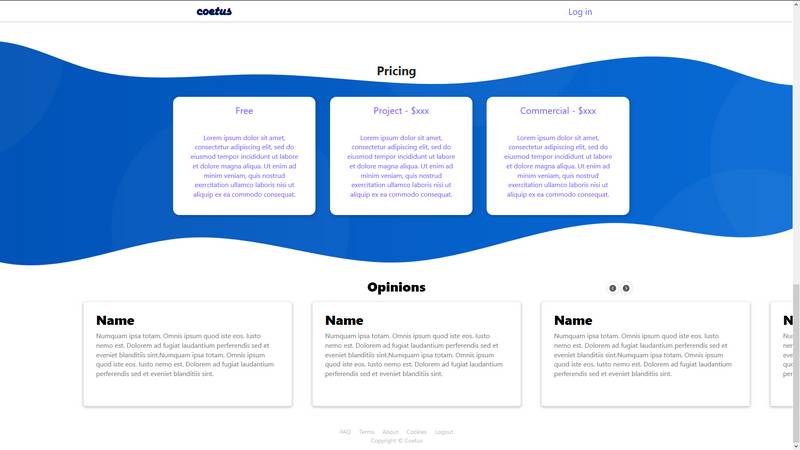 coetus
Log in
Pricing
Free
Lorem ipsum dolor sit amet,
consectetur adipiscing elit, sed do
eiusmod tempor incididunt ut labore
et dolore magna aliqua. Ut enim ad
minim veniam, quis nostrud
exercitation ullamco laboris nisi ut
aliquip ex ea commodo consequat.
Project - $xxx
Lorem ipsum dolor sit amet,
consectetur adipiscing elit, sed do
eiusmod tempor incididunt ut labore
et dolore magna aliqua. Ut enim ad
minim veniam, quis nostrud
exercitation ullamco laboris nisi ut
aliquip ex ea commodo consequat.
Commercial - $xxx
Lorem ipsum dolor sit amet,
consectetur adipiscing elit, sed do
eiusmod tempor incididunt ut labore
et dolore magna aliqua. Ut enim ad
minim veniam, quis nostrud
exercitation ullamco laboris nisi ut
aliquip ex ea commodo consequat.
Opinions
Name
Numquam ipsa totam. Omnis ipsum quod iste eos. Iusto
nemo est. Dolorem ad fugiat laudantium perferendis sed et
eveniet blanditiis sint.Numquam ipsa totam. Omnis ipsum
quod iste eos. Iusto nemo est. Dolorem ad fugiat laudantium
perferendis sed et eveniet blanditiis sint.
Name
Numquam ipsa totam. Omnis ipsum quod iste eos. Iusto
nemo est. Dolorem ad fugiat laudantium perferendis sed et
eveniet blanditiis sint.Numquam ipsa totam. Omnis ipsum
quod iste eos. Iusto nemo est. Dolorem ad fugiat laudantium
perferendis sed et eveniet blanditiis sint.
Name
Numquam ipsa totam. Omnis ipsum quod iste eos. Iusto
nemo est. Dolorem ad fugiat laudantium perferendis sed et
eveniet blanditiis sint.Numquam ipsa totam. Omnis ipsum
quod iste eos. Iusto nemo est. Dolorem ad fugiat laudantium
perferendis sed et eveniet blanditiis sint.
FAQ Terms About Cookies Logout
Copyright © Coetus